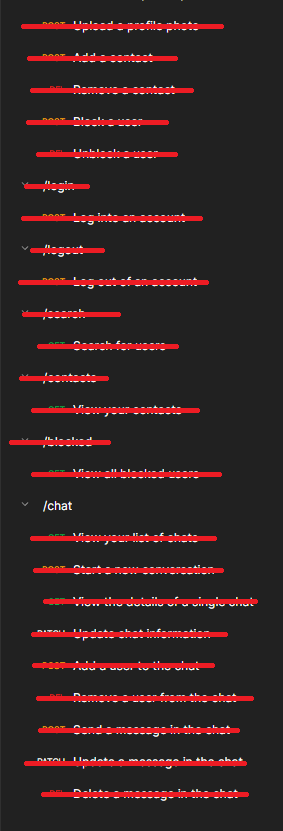 POST Upload a profile photo
POST Add a contact
DEL Remove a contact
POST Block a user
DEL Unblock a user
/login
POST Log into an account
/logout
POST Log out of an account
/search
GET Search for users
/contacts
GET View your contacts
/blocked
GET View all blocked users
/chat
GET View your list of chats
POST Start a new conversation
GET View the details of a single chat
PATCH Update chat information
POST Add a user to the chat
DEL Remove a user from the chat
POST Send a message in the chat
PATCH Update a message in the chat
DEL Delete a message in the chat